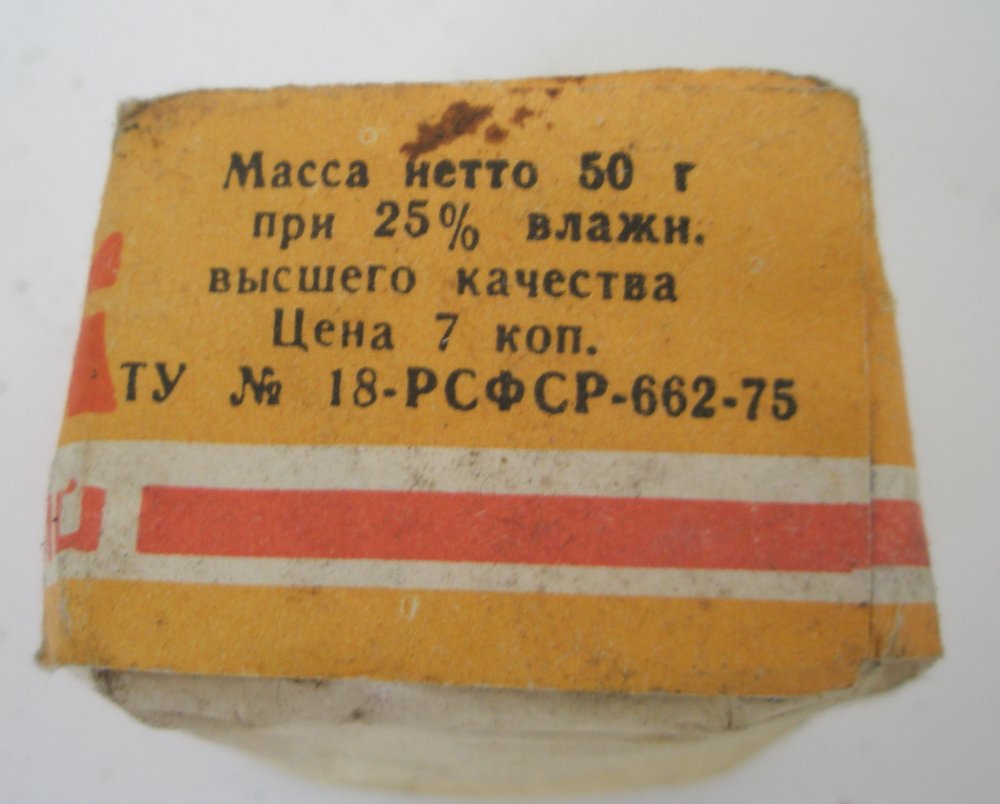 Масса нетто 50 г
при 25% влажн.
высшего качества
Цена 7 коп.
ТУ № 18-РСФСР-662-75